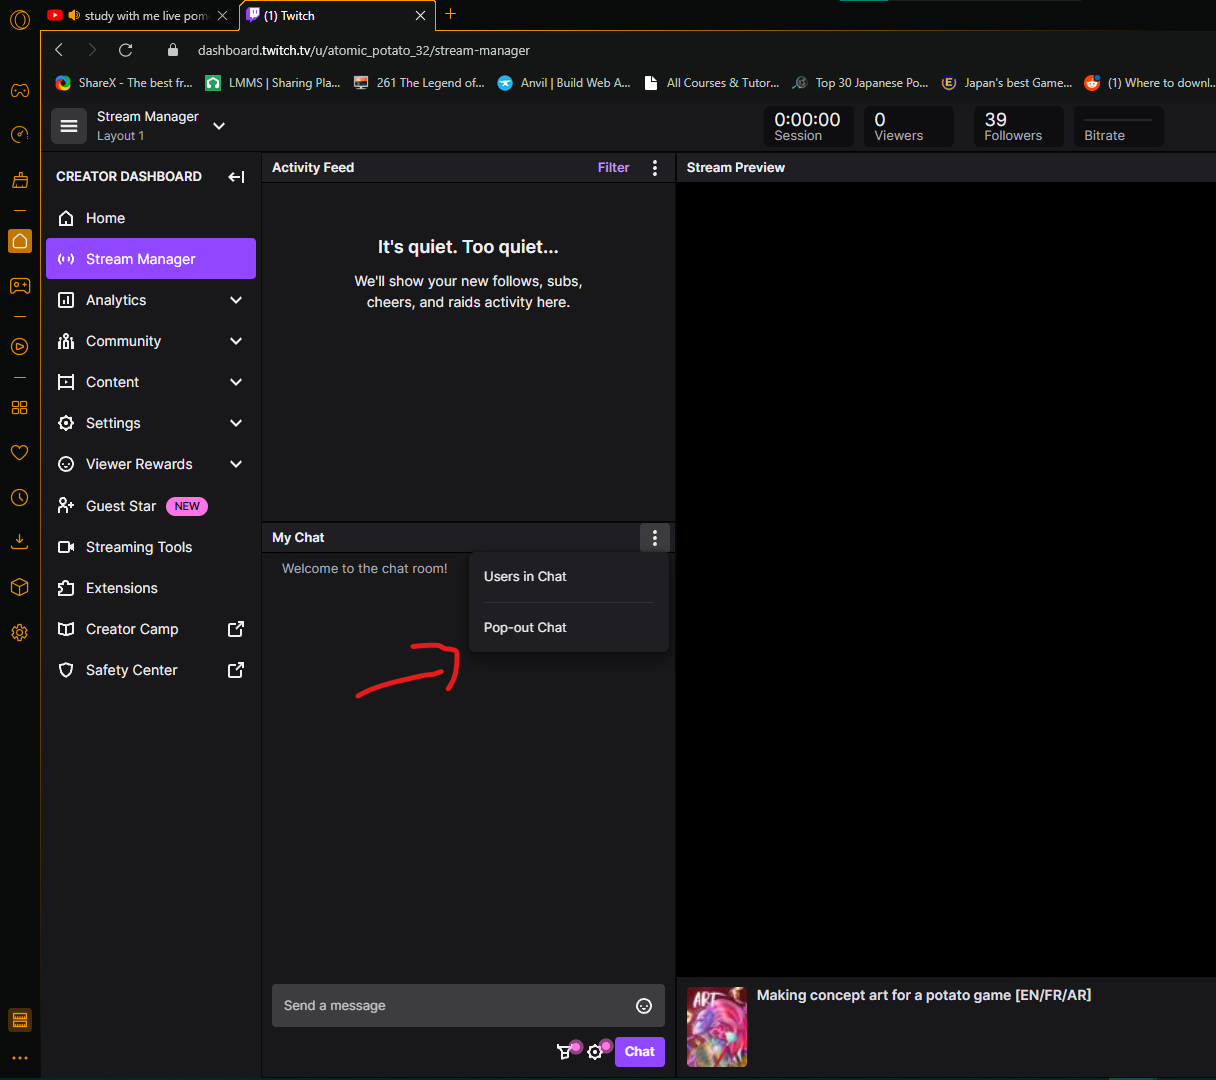 study with me live pom
(1) Twitch
dashboard.twitch.tv/u/atomic_potato_32/stream-manager
ShareX - The best fr...
LMMS | Sharing Pla...
261 The Legend of...
Anvil | Build Web A...
All Courses & Tutor...
Top 30 Japanese Po...
Japan's best Game...
(1) Where to downl...
Stream Manager
Layout 1
0:00:00
Session
0
Viewers
39
Followers
Bitrate
CREATOR DASHBOARD
Home
Stream Manager
Analytics
Community
Content
Settings
Viewer Rewards
Guest Star NEW
Streaming Tools
Extensions
Creator Camp
Safety Center
Activity Feed
Filter
It's quiet. Too quiet...
We'll show your new follows, subs,
cheers, and raids activity here.
My Chat
Welcome to the chat room!
Users in Chat
Pop-out Chat
Send a message
Chat
Stream Preview
ART
Making concept art for a potato game [EN/FR/AR]